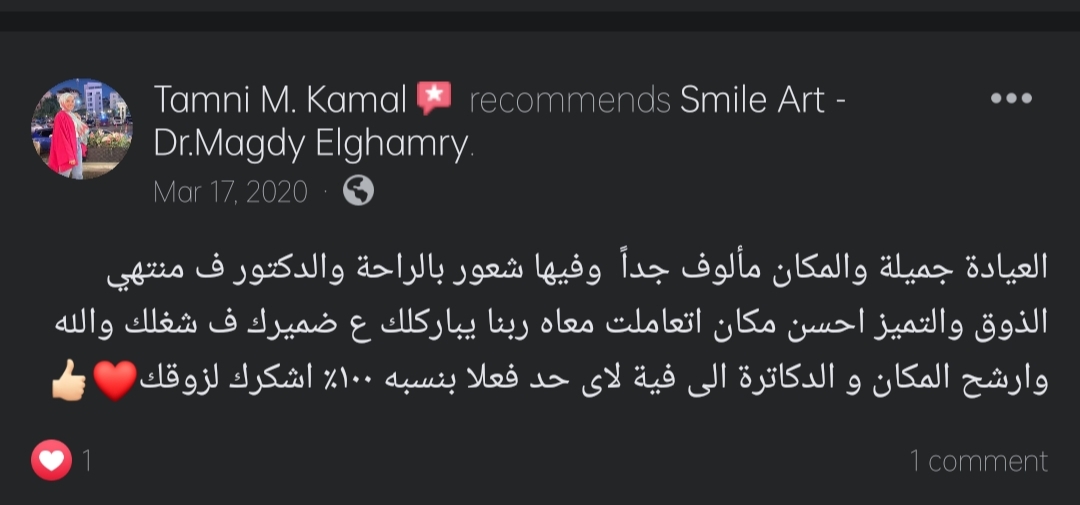 Tamni M. Kamal recommends Smile Art -
Dr.Magdy Elghamry.
Mar 17, 2020 ·
العيادة جميلة والمكان مألوف جداً وفيها شعور بالراحة والدكتور ف منتهي
الذوق والتميز احسن مكان اتعاملت معاه ربنا يباركلك ع ضميرك ف شغلك والله
وارشح المكان و الدكاترة الى فية لاى حد فعلا بنسبه ١٠٠٪ اشكرك لزوقك❤️👍🏻
1
1 comment